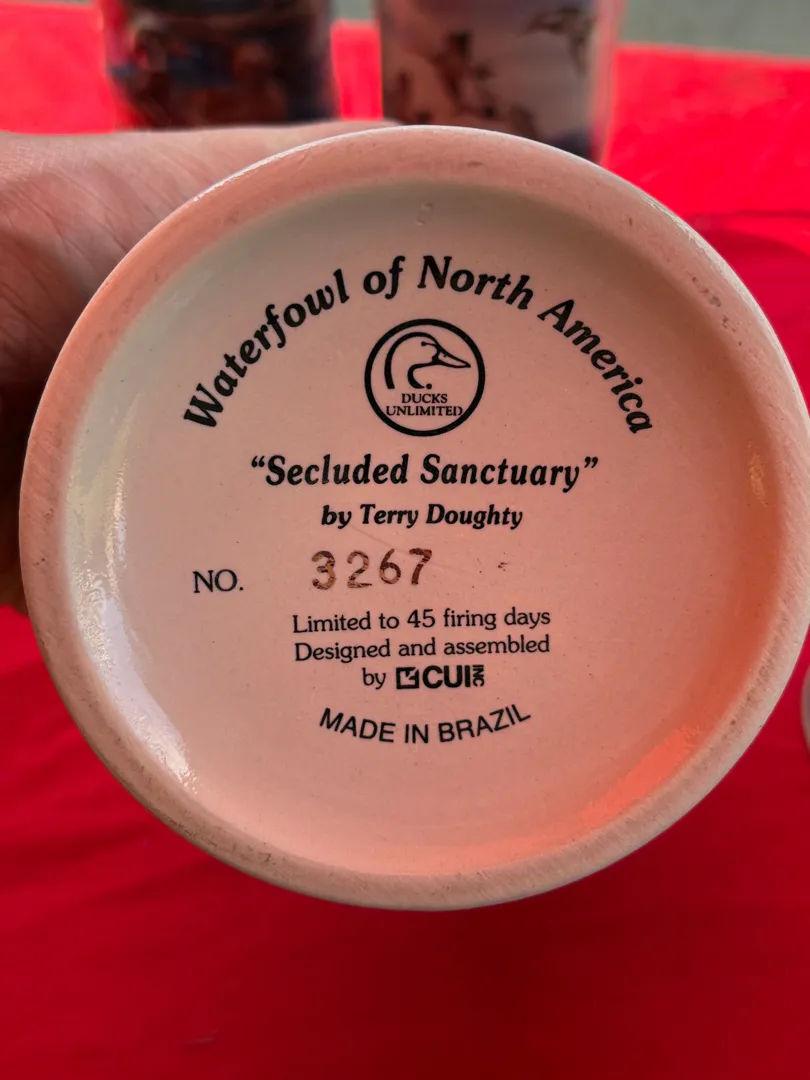 Waterfowl of North America
DUCKS
UNLIMITED
“Secluded Sanctuary”
by Terry Doughty
NO. 3267
Limited to 45 firing days
Designed and assembled
by CUI INC
MADE IN BRAZIL